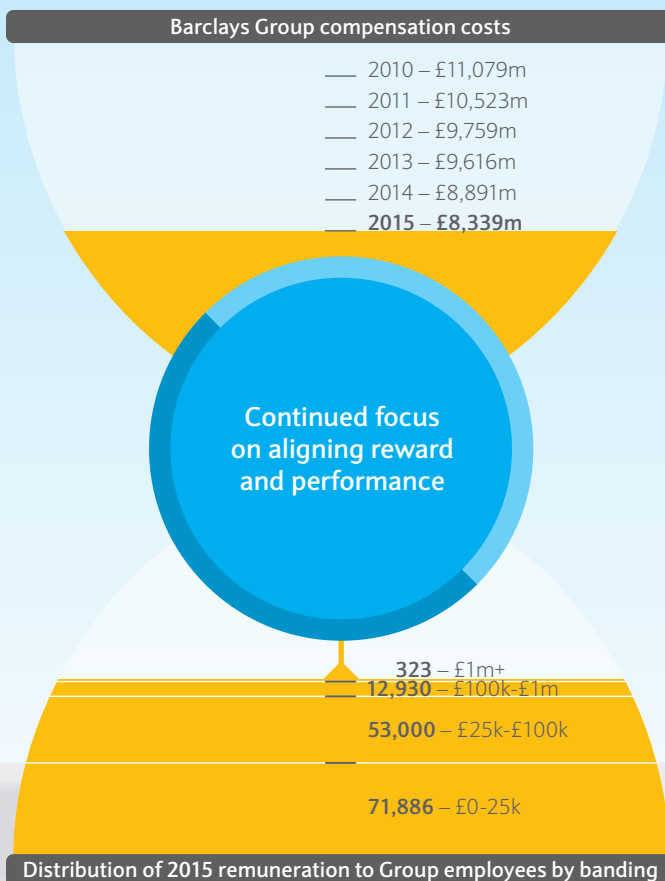 Barclays Group compensation costs
2010 – £11,079m
2011 – £10,523m
2012 – £9,759m
2013 – £9,616m
2014 – £8,891m
2015 – £8,339m
Continued focus
on aligning reward
and performance
323 – £1m+
12,930 – £100k-£1m
53,000 – £25k-£100k
71,886 – £0-25k
Distribution of 2015 remuneration to Group employees by banding